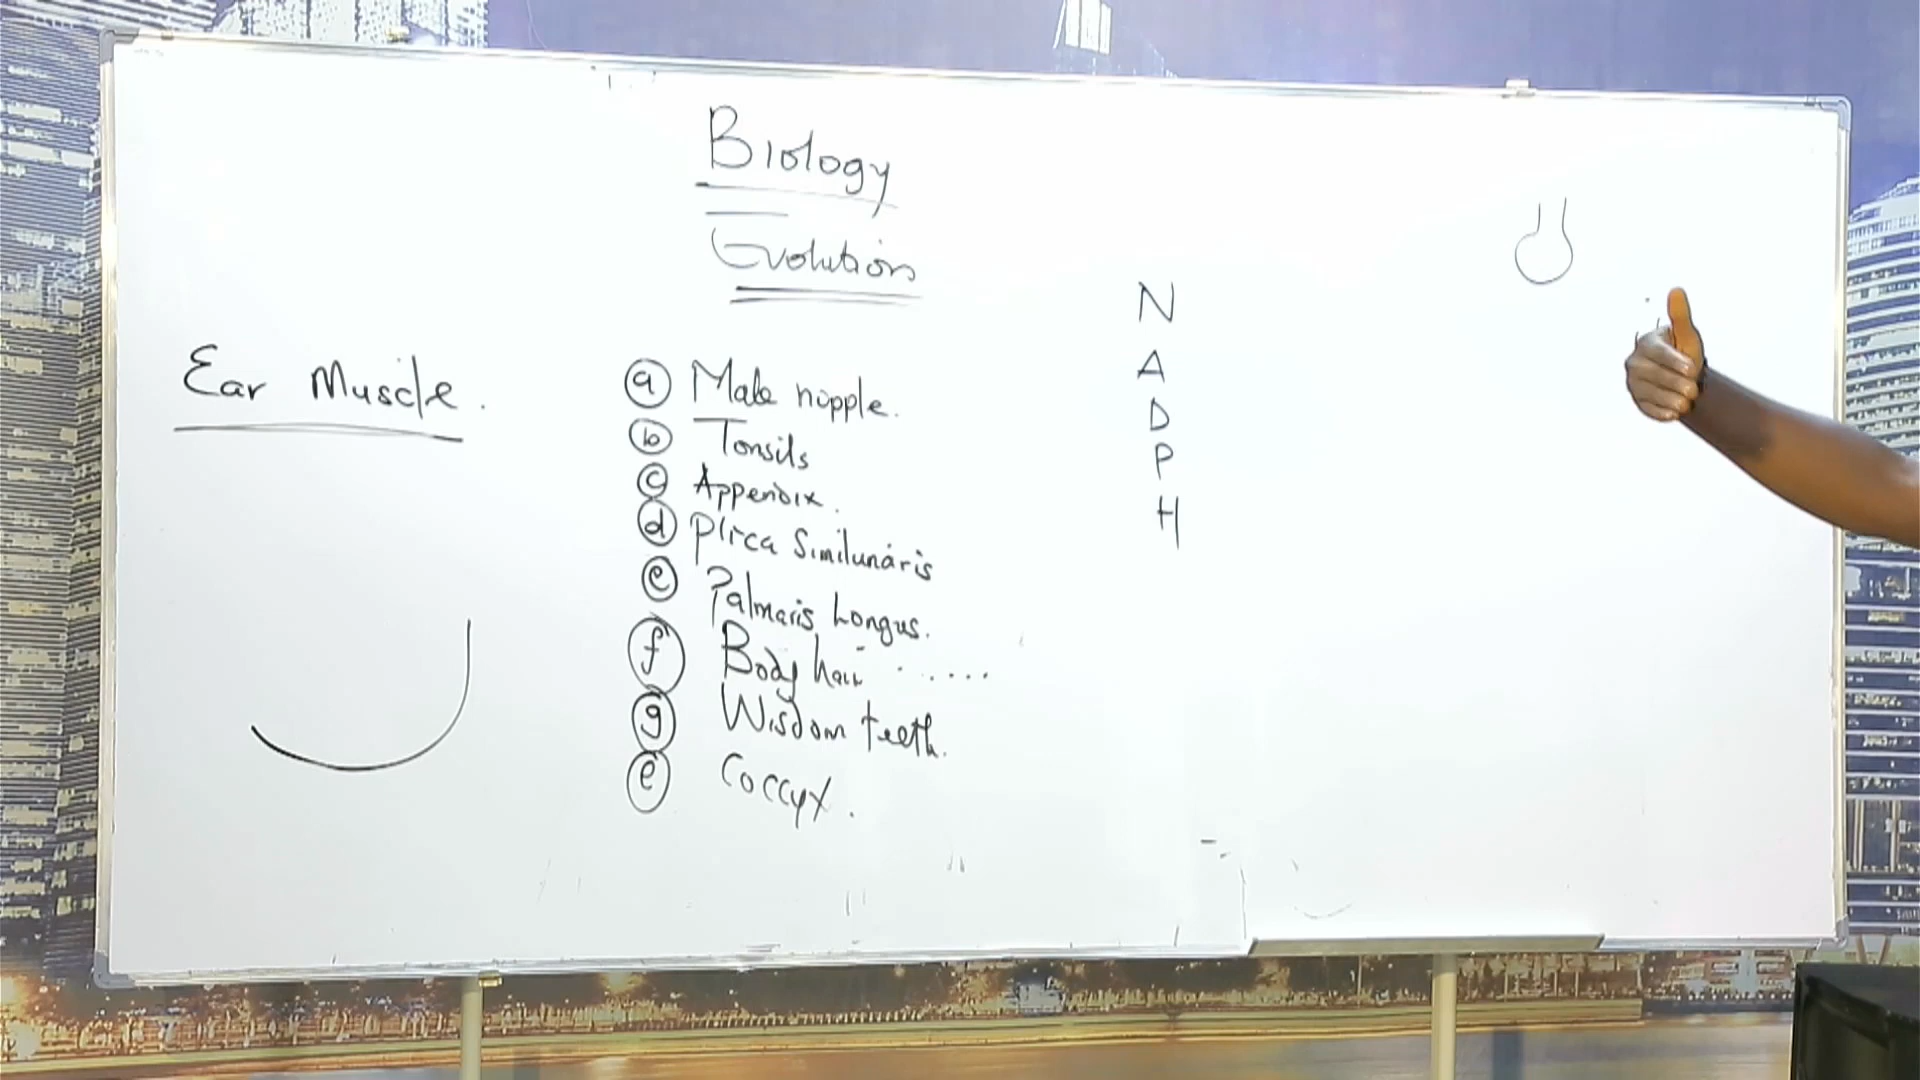 Biology
Evolution
Ear Muscle.
(a) Male nipple.
(b) Tonsils
(c) Appendix.
(d) Plica Similunaris
(e) Palmaris Longus.
(f) Body hair ......
(g) Wisdom teeth.
(e) Coccyx.
N
A
D
P
H